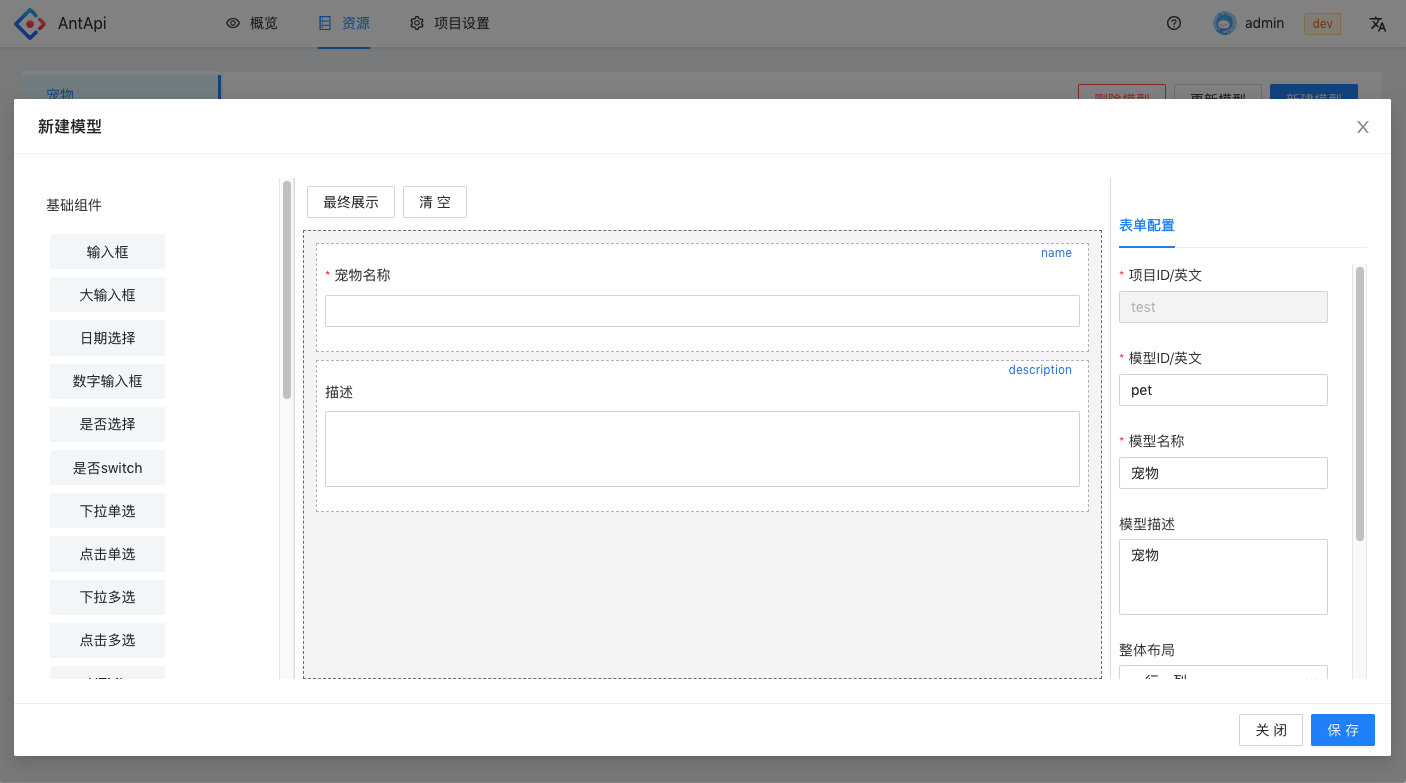 AntApi
概览
资源
项目设置
admin
dev
宠物
删除模型
更新模型
新建模型
新建模型
基础组件
输入框
大输入框
日期选择
数字输入框
是否选择
是否switch
下拉单选
点击单选
下拉多选
点击多选
最终展示
清 空
name
* 宠物名称
description
描述
表单配置
* 项目ID/英文
test
* 模型ID/英文
pet
* 模型名称
宠物
模型描述
宠物
整体布局
一行一列
关 闭
保 存